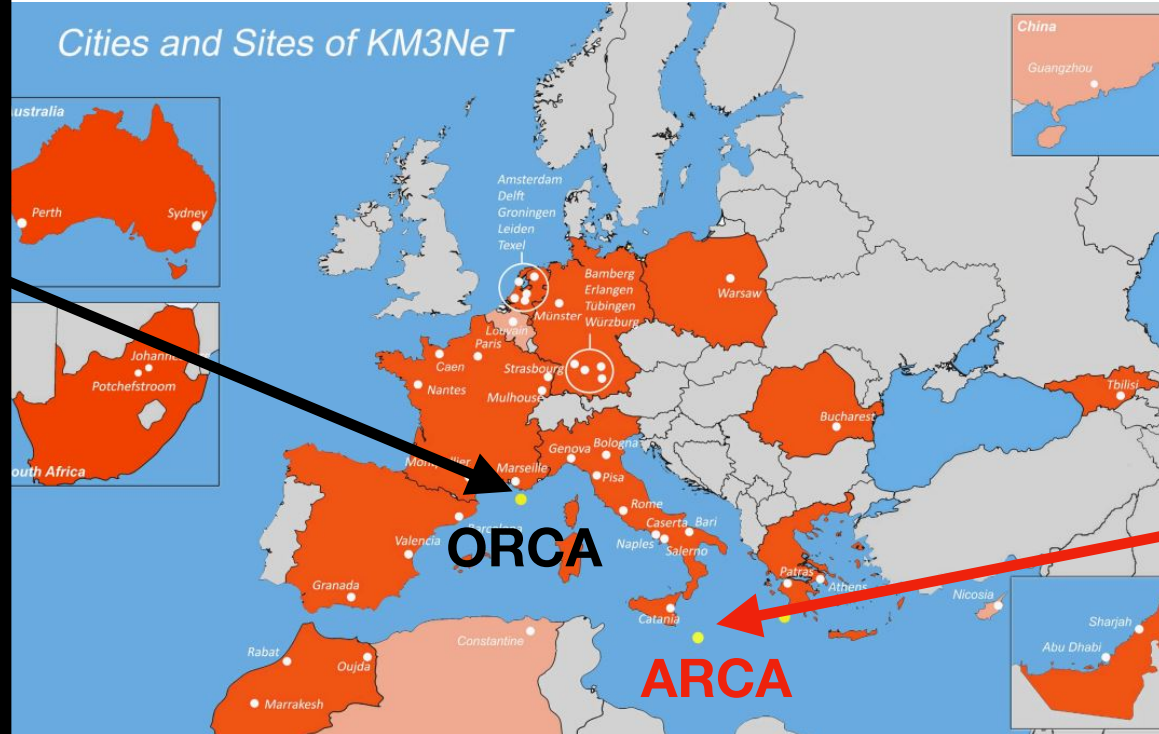 Cities and Sites of KM3NeT
China
Guangzhou
ustralia
Perth
Sydney
Amsterdam
Delft
Groningen
Leiden
Texel
Bamberg
Erlangen
Tübingen
Würzburg
Warsaw
Münster
Louvain
Paris
Caen
Strasbourg
Nantes
Mulhouse
Potchefstroom
outh Africa
Tbilisi
Bucharest
Genova
Bologna
Marseille
Pisa
Rome
Caserta
Bari
Naples
Salerno
Barcelona
Valencia
ORCA
Granada
Patras
Athens
Catania
Nicosia
Sharjah
Abu Dhabi
Constantine
Rabat
Oujda
Marrakesh
ARCA